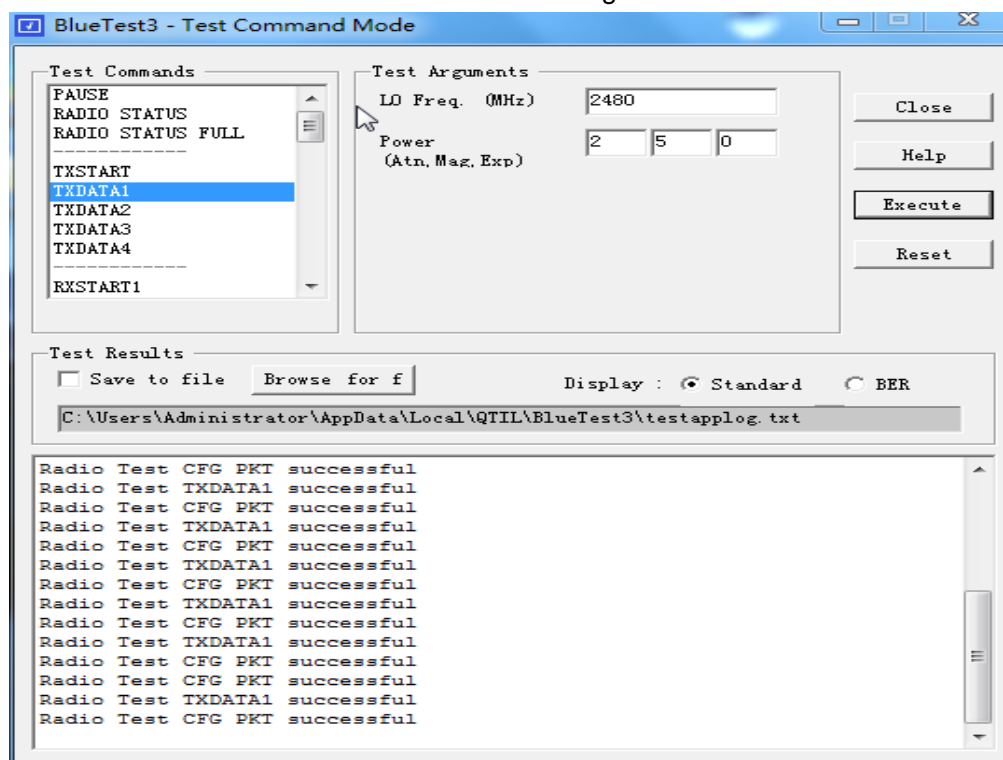 BlueTest3 - Test Command Mode
Test Commands
PAUSE
RADIO STATUS
RADIO STATUS FULL
------------
TXSTART
TXDATA1
TXDATA2
TXDATA3
TXDATA4
------------
RXSTART1
Test Arguments
LO Freq. (MHz) 2480
Power 2 5 0
(Atn, Mag, Exp)
Close
Help
Execute
Reset
Test Results
Save to file Browse for f Display : Standard BER
C:\Users\Administrator\AppData\Local\QTIL\BlueTest3\testapplog.txt
Radio Test CFG PKT successful
Radio Test TXDATA1 successful
Radio Test CFG PKT successful
Radio Test TXDATA1 successful
Radio Test CFG PKT successful
Radio Test TXDATA1 successful
Radio Test CFG PKT successful
Radio Test TXDATA1 successful
Radio Test CFG PKT successful
Radio Test TXDATA1 successful
Radio Test CFG PKT successful
Radio Test CFG PKT successful
Radio Test TXDATA1 successful
Radio Test CFG PKT successful